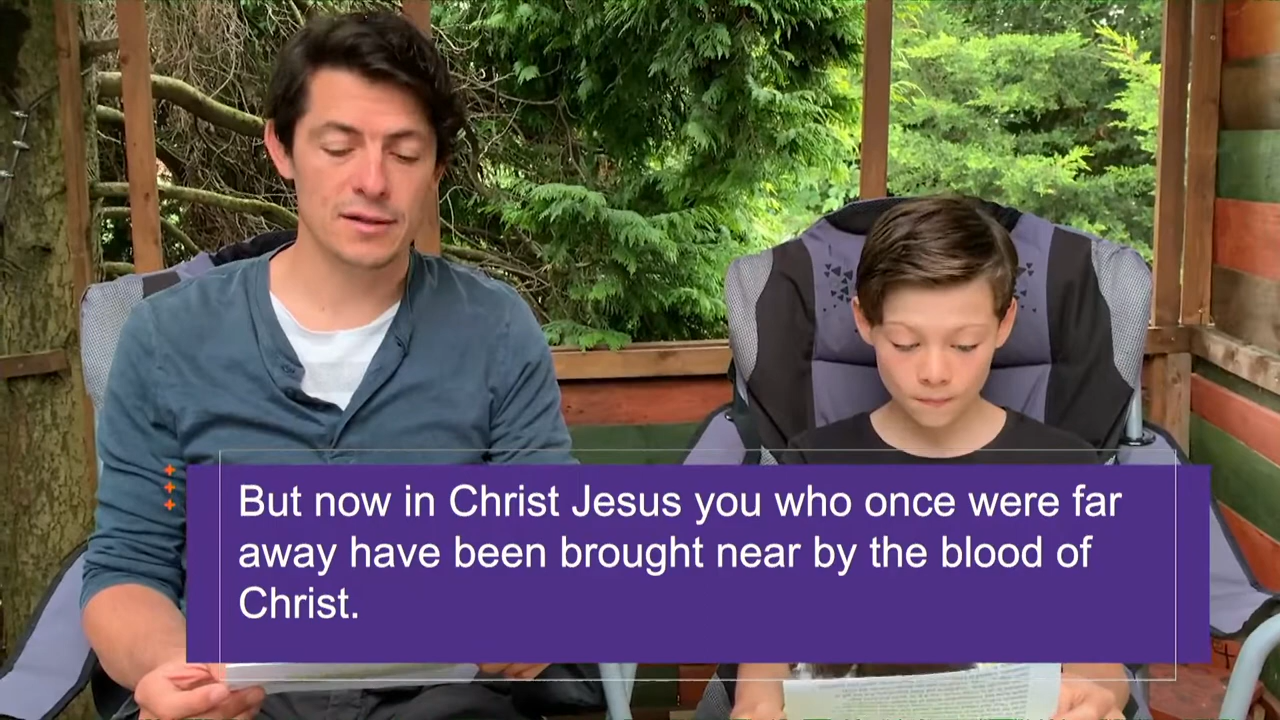 But now in Christ Jesus you who once were far
away have been brought near by the blood of
Christ.